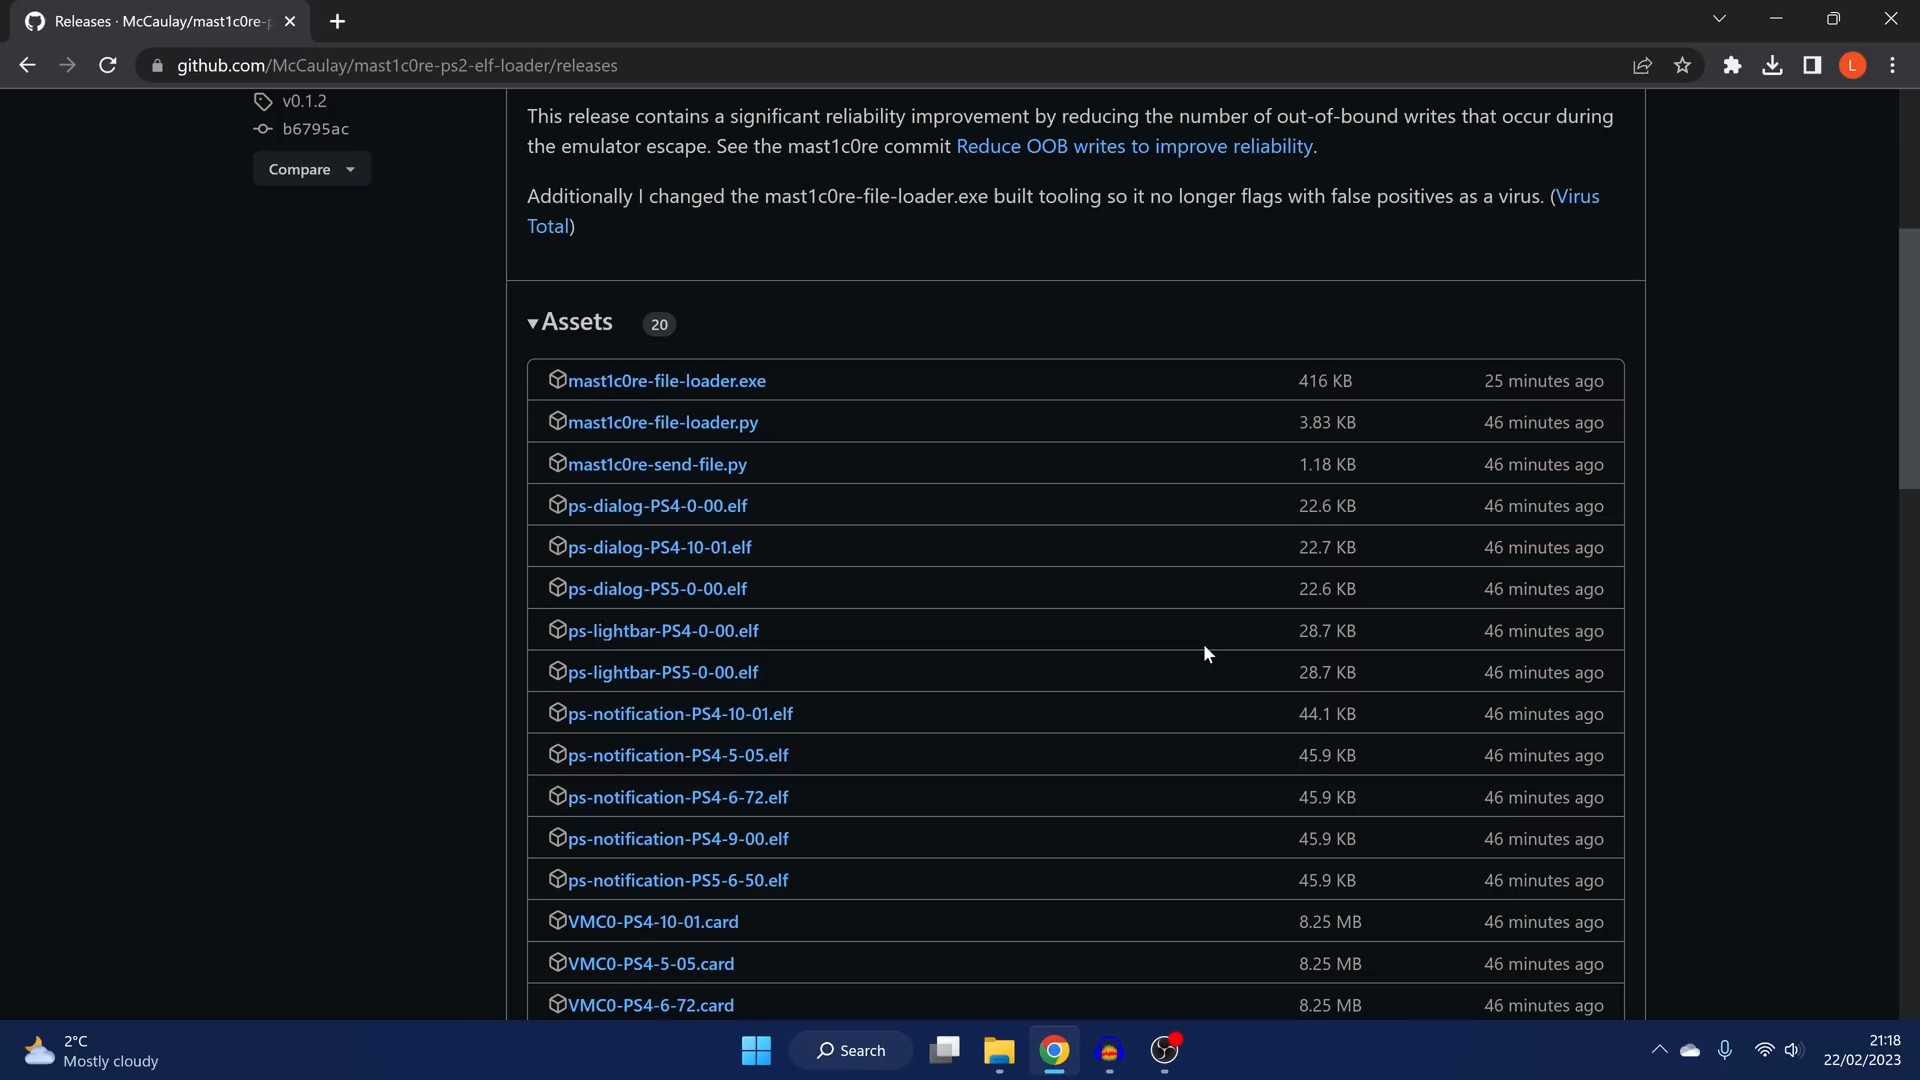 Releases · McCaulay/mast1c0re-p
github.com/McCaulay/mast1c0re-ps2-elf-loader/releases
L
v0.1.2
b6795ac
Compare
This release contains a significant reliability improvement by reducing the number of out-of-bound writes that occur during
the emulator escape. See the mast1c0re commit Reduce OOB writes to improve reliability.
Additionally I changed the mast1c0re-file-loader.exe built tooling so it no longer flags with false positives as a virus. (Virus
Total)
Assets 20
mast1c0re-file-loader.exe 416 KB 25 minutes ago
mast1c0re-file-loader.py 3.83 KB 46 minutes ago
mast1c0re-send-file.py 1.18 KB 46 minutes ago
ps-dialog-PS4-0-00.elf 22.6 KB 46 minutes ago
ps-dialog-PS4-10-01.elf 22.7 KB 46 minutes ago
ps-dialog-PS5-0-00.elf 22.6 KB 46 minutes ago
ps-lightbar-PS4-0-00.elf 28.7 KB 46 minutes ago
ps-lightbar-PS5-0-00.elf 28.7 KB 46 minutes ago
ps-notification-PS4-10-01.elf 44.1 KB 46 minutes ago
ps-notification-PS4-5-05.elf 45.9 KB 46 minutes ago
ps-notification-PS4-6-72.elf 45.9 KB 46 minutes ago
ps-notification-PS4-9-00.elf 45.9 KB 46 minutes ago
ps-notification-PS5-6-50.elf 45.9 KB 46 minutes ago
VMC0-PS4-10-01.card 8.25 MB 46 minutes ago
VMC0-PS4-5-05.card 8.25 MB 46 minutes ago
VMC0-PS4-6-72.card 8.25 MB 46 minutes ago
2°C
Mostly cloudy
Search
21:18
22/02/2023